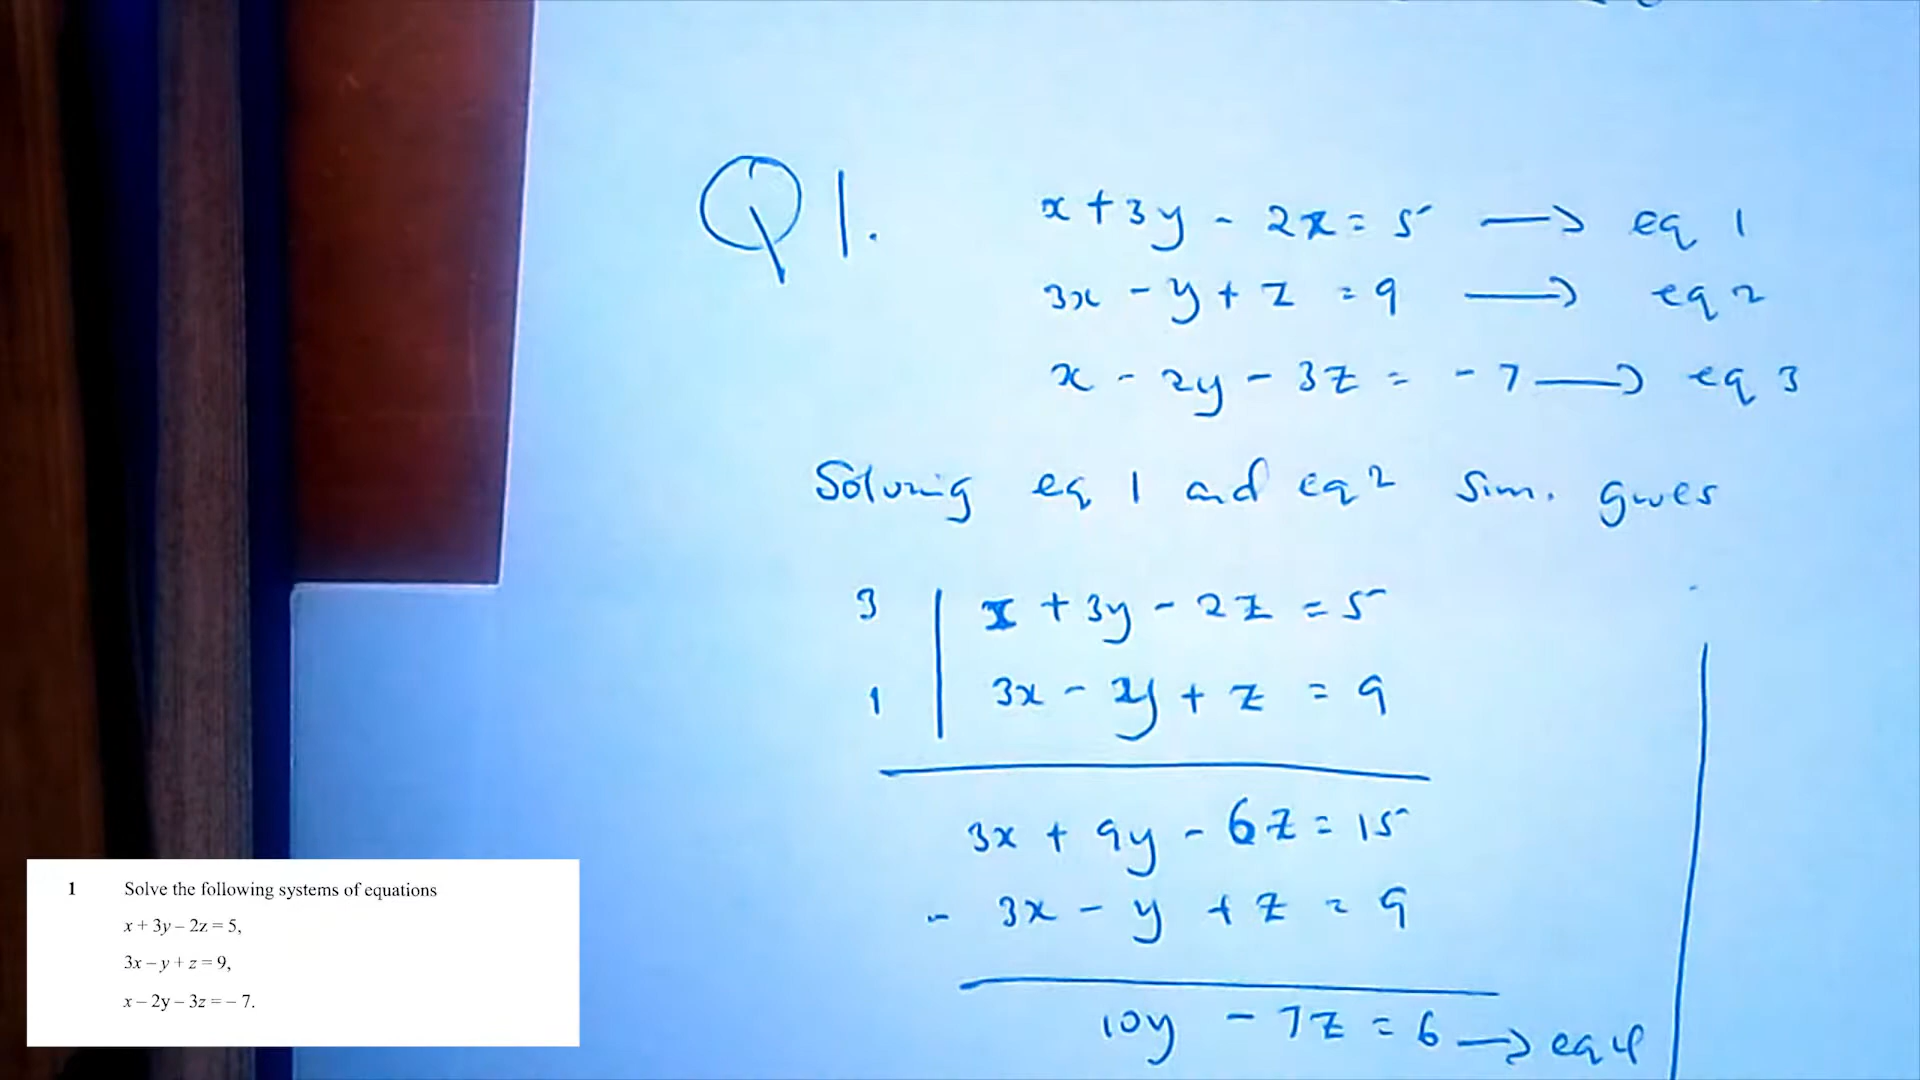 Q1.
x + 3y - 2z = 5 → eq 1
3x - y + z = 9 → eq 2
x - 2y - 3z = -7 → eq 3
Solving eq 1 and eq 2 sim. gives
3 | x + 3y - 2z = 5
1 | 3x - y + z = 9
3x + 9y - 6z = 15
- 3x - y + z = 9
10y - 7z = 6 → eq 4
1 Solve the following systems of equations
x + 3y – 2z = 5,
3x – y + z = 9,
x – 2y – 3z = – 7.